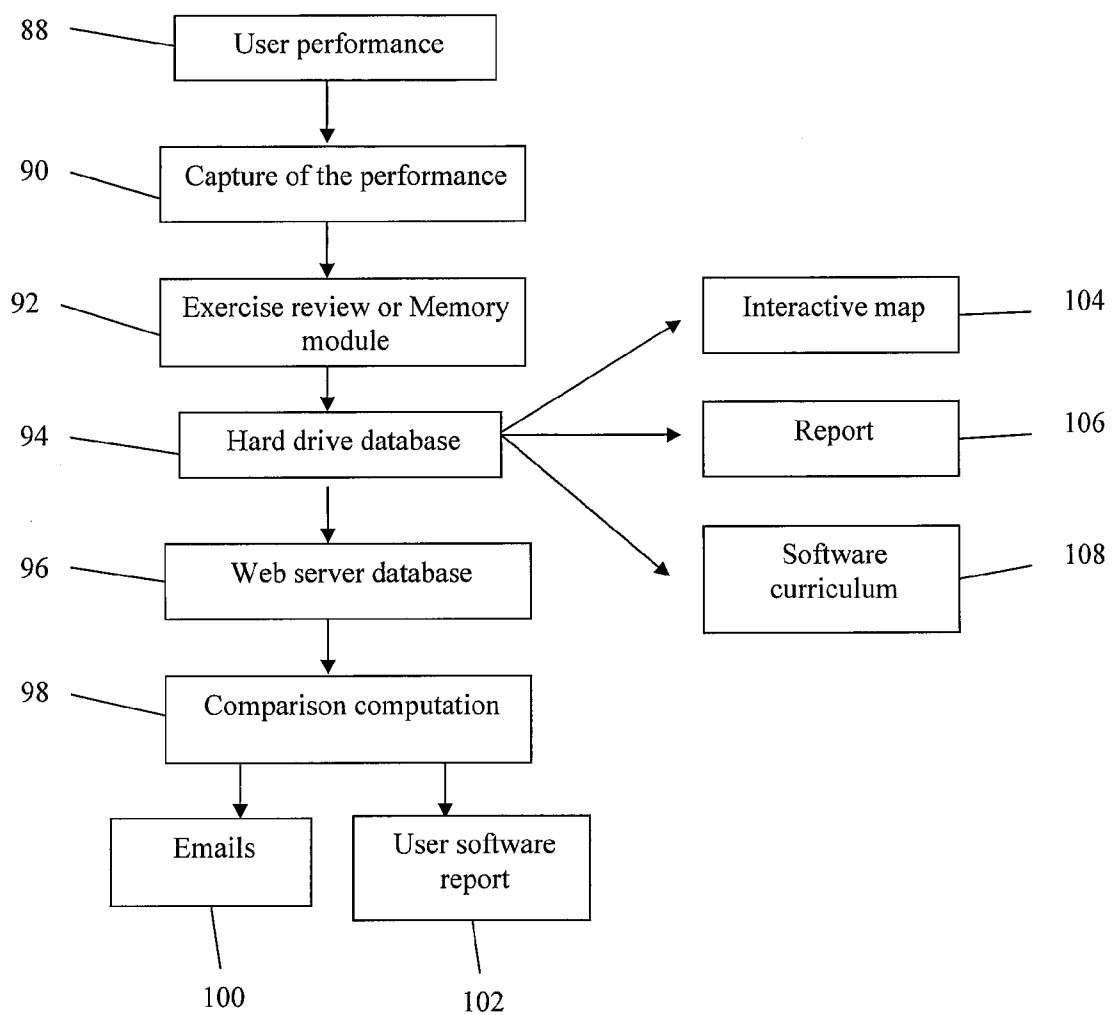 88
User performance
90
Capture of the performance
92
Exercise review or Memory
module
Interactive map
104
94
Hard drive database
Report
106
96
Web server database
Software
curriculum
108
98
Comparison computation
Emails
User software
report
100
102